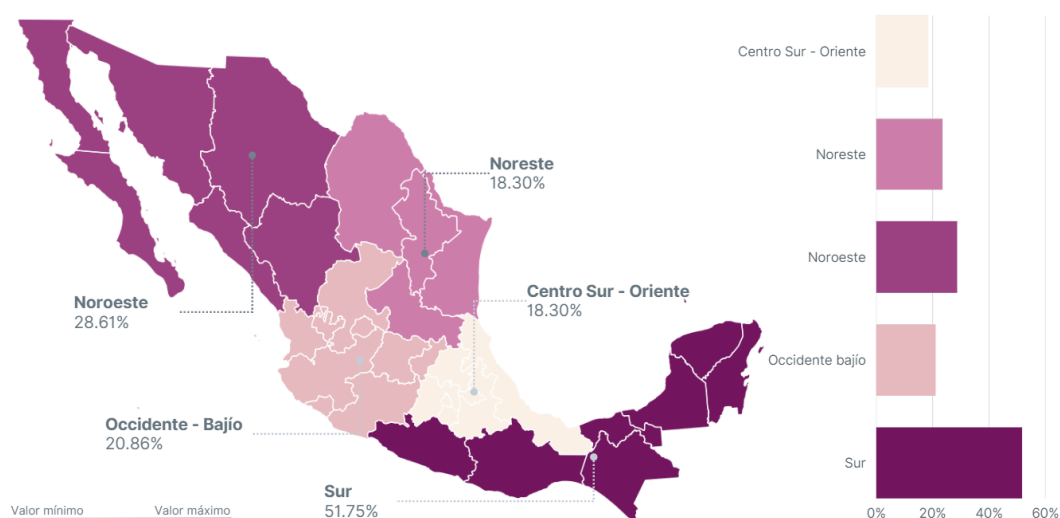 Noreste
18.30%
Centro Sur - Oriente
18.30%
Noroeste
28.61%
Occidente - Bajío
20.86%
Sur
51.75%
Valor mínimo
Valor máximo
Centro Sur - Oriente
Noreste
Noroeste
Occidente bajío
Sur
0%
20%
40%
60%